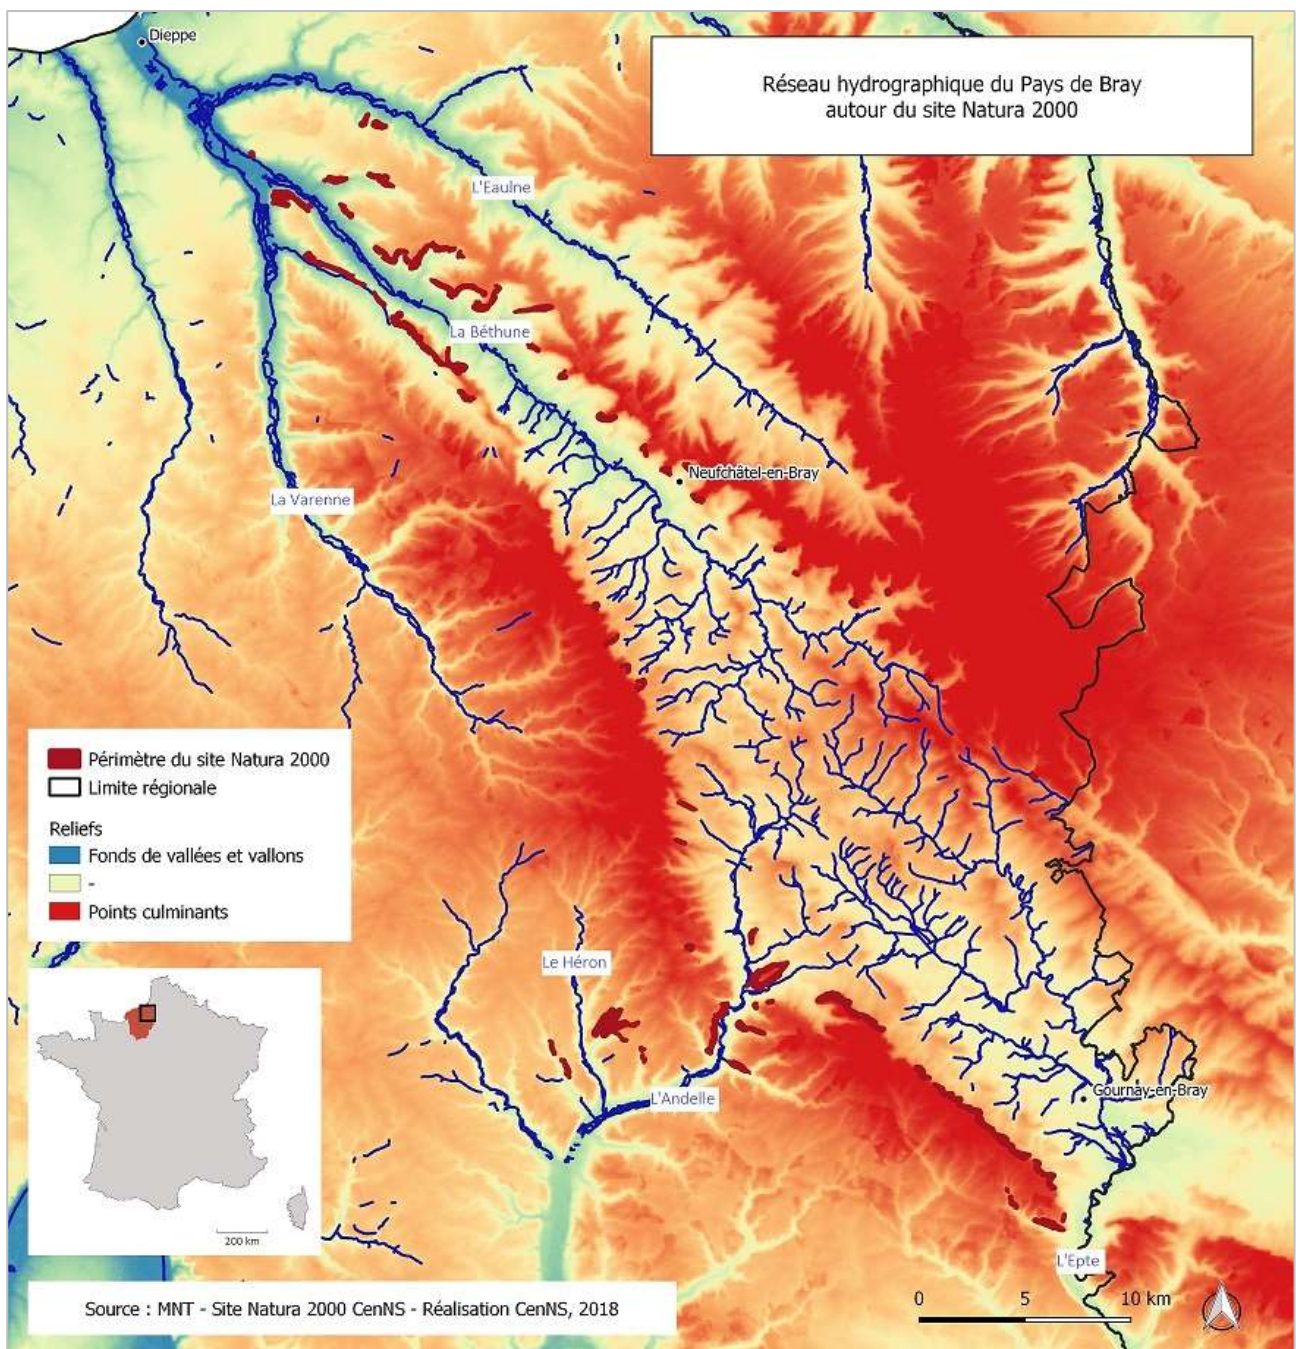 Dieppe
Réseau hydrographique du Pays de Bray
autour du site Natura 2000
L'Eaulne
La Béthune
Neufchâtel-en-Bray
La Varenne
Périmètre du site Natura 2000
Limite régionale
Reliefs
Fonds de vallées et vallons
-
Points culminants
Le Héron
L'Andelle
Gournay-en-Bray
200 km
L'Epte
Source : MNT - Site Natura 2000 CenNS - Réalisation CenNS, 2018
0 5 10 km